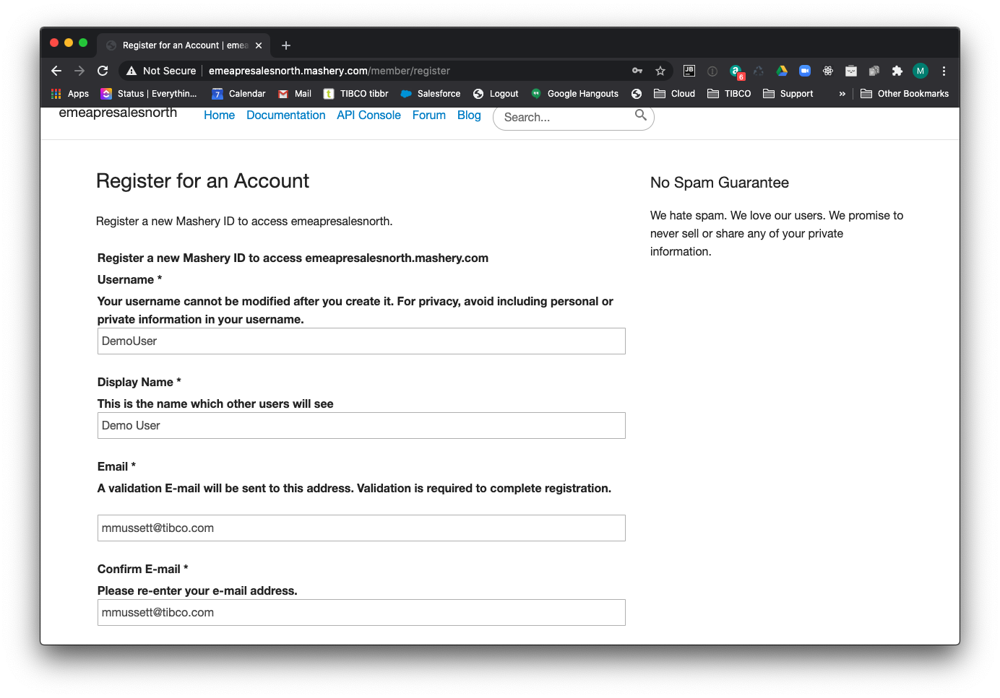 Register for an Account | emea
Not Secure
emeapresalesnorth.mashery.com/member/register
JB
a
6
M
Apps
Status | Everythin...
7
Calendar
Mail
t
TIBCO tibbr
Salesforce
Logout
Google Hangouts
Cloud
TIBCO
Support
»
Other Bookmarks
emeapresalesnorth
Home
Documentation
API Console
Forum
Blog
Search...
Register for an Account
Register a new Mashery ID to access emeapresalesnorth.
Register a new Mashery ID to access emeapresalesnorth.mashery.com
Username *
Your username cannot be modified after you create it. For privacy, avoid including personal or
private information in your username.
DemoUser
Display Name *
This is the name which other users will see
Demo User
Email *
A validation E-mail will be sent to this address. Validation is required to complete registration.
mmussett@tibco.com
Confirm E-mail *
Please re-enter your e-mail address.
mmussett@tibco.com
No Spam Guarantee
We hate spam. We love our users. We promise to
never sell or share any of your private
information.